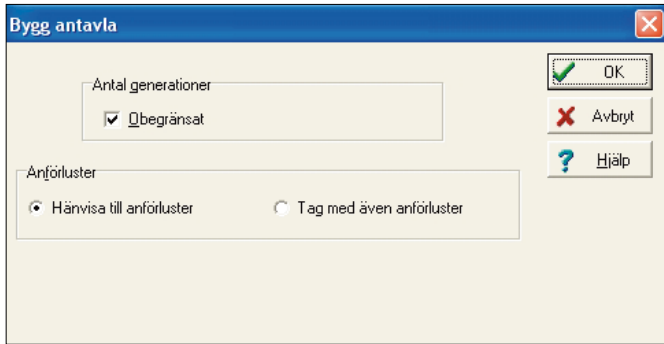 Bygg antavla
Antal generationer
Obegränsat
Anförluster
Hänvisa till anförluster
Tag med även anförluster
OK
Avbryt
Hjälp